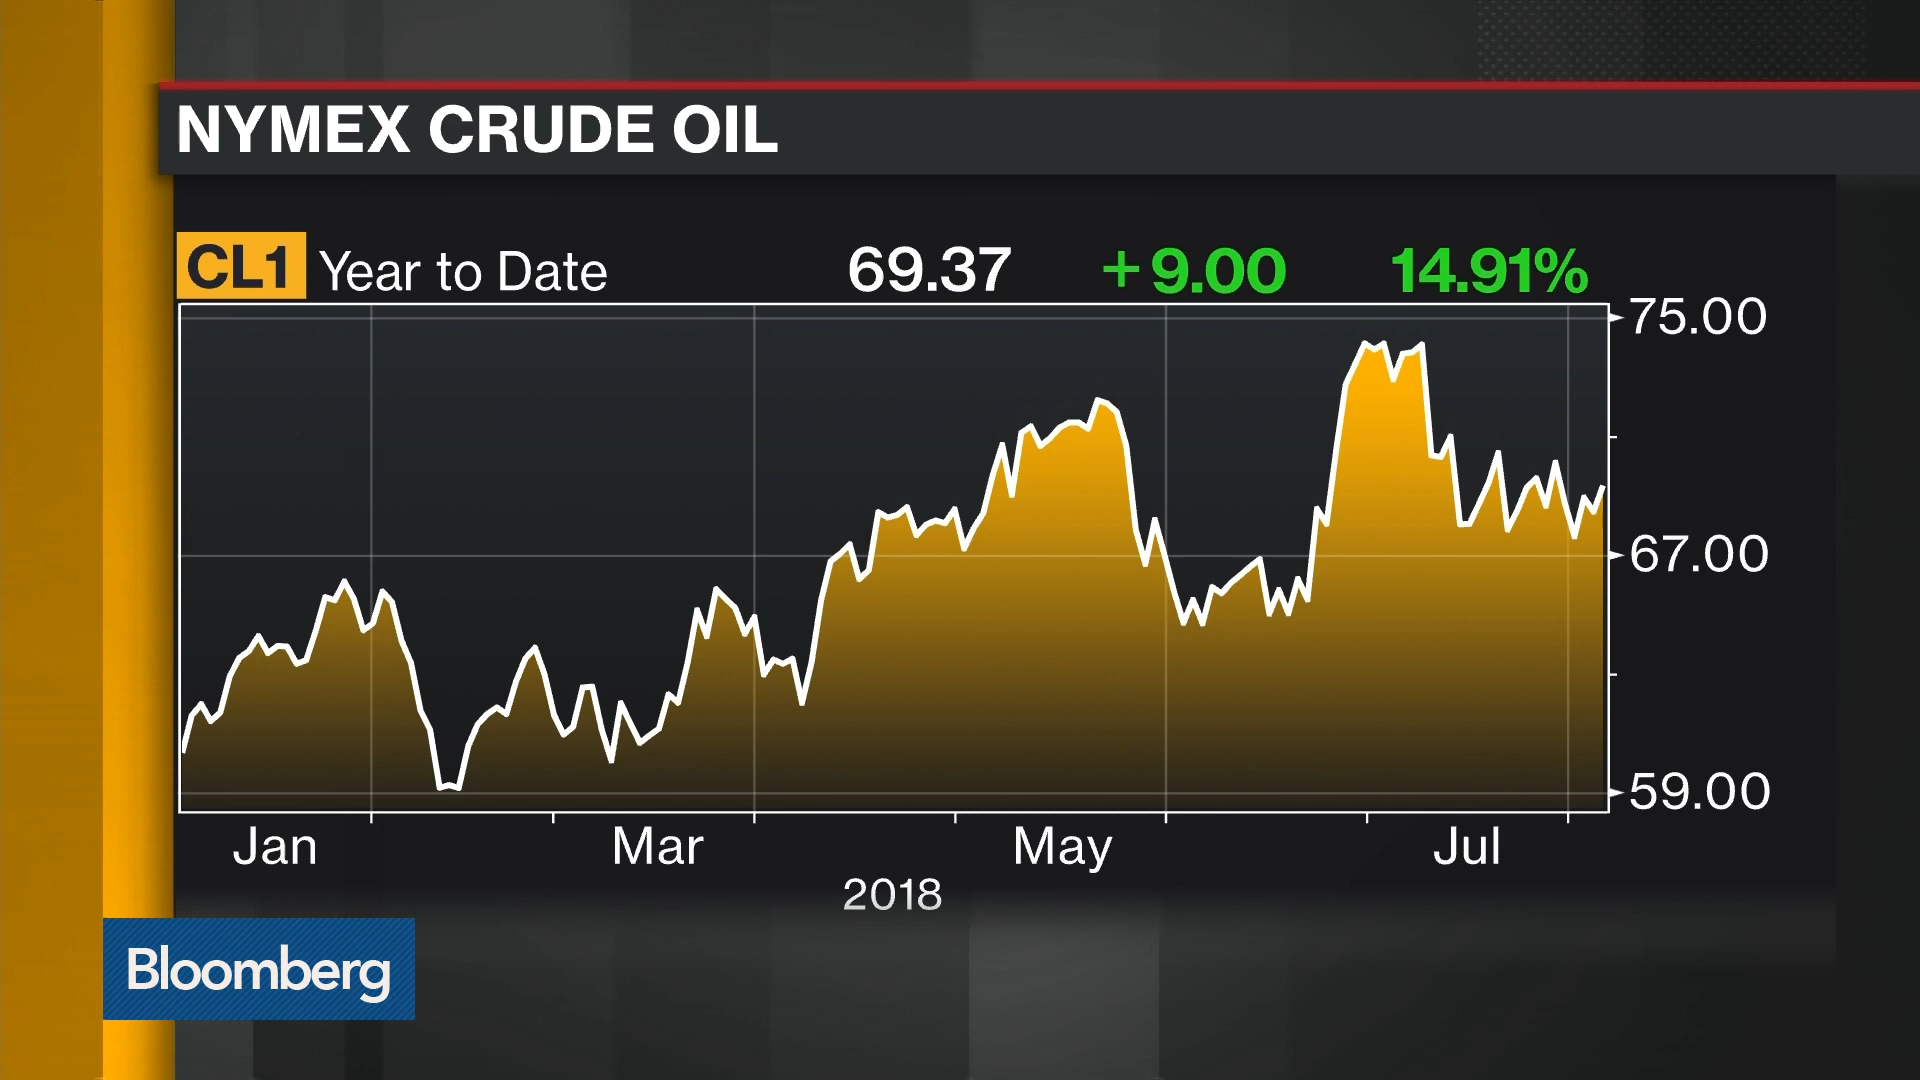 NYMEX CRUDE OIL
CL1 Year to Date 69.37 +9.00 14.91%
75.00
67.00
59.00
Jan Mar May Jul
2018
Bloomberg